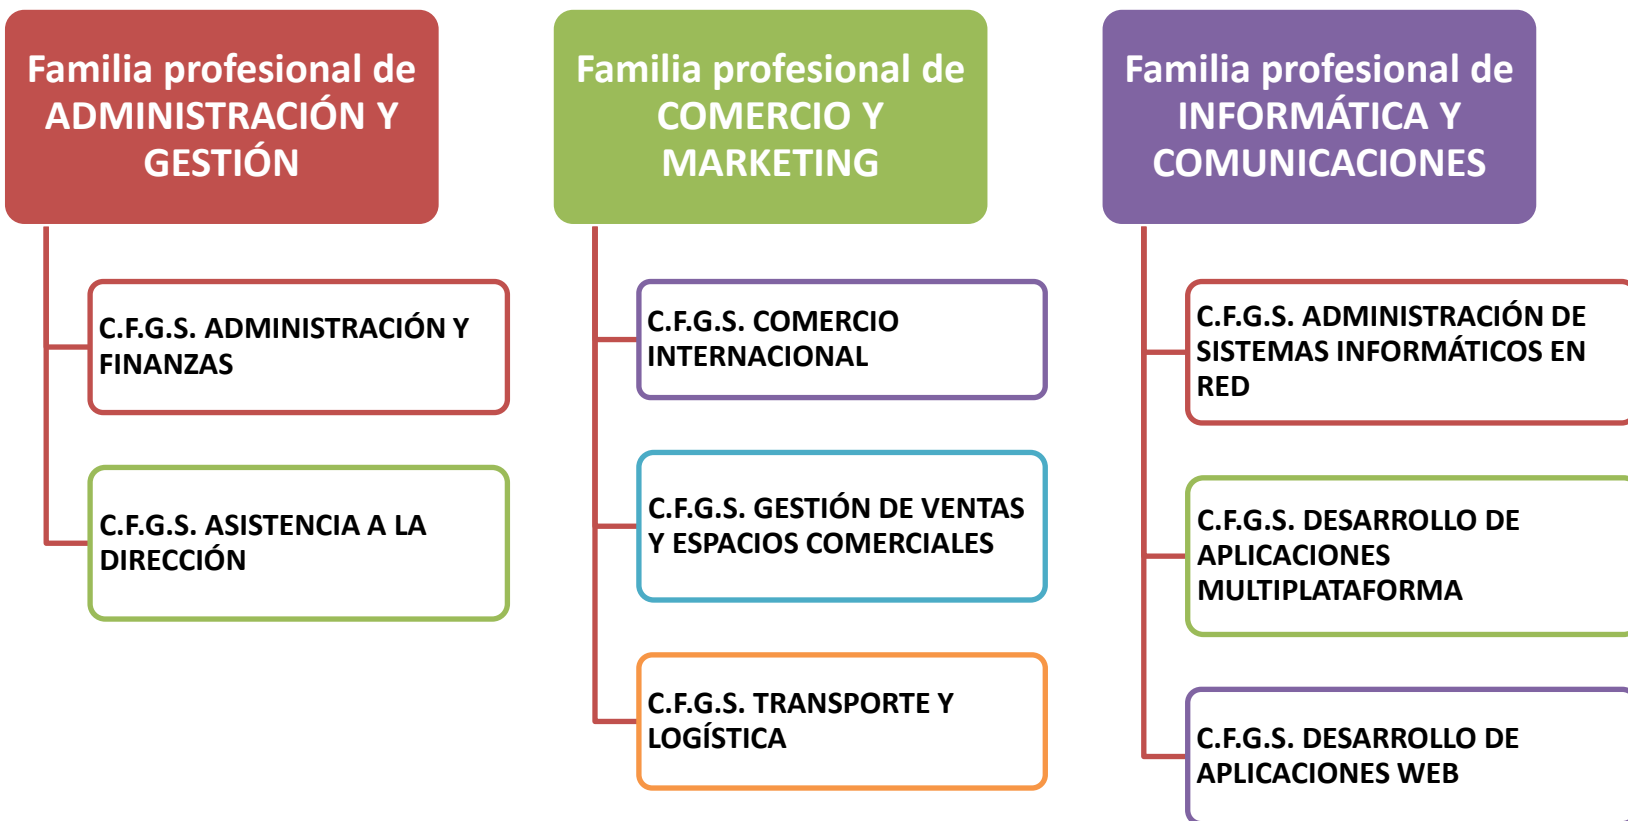 Familia profesional de
ADMINISTRACIÓN Y
GESTIÓN
C.F.G.S. ADMINISTRACIÓN Y
FINANZAS
C.F.G.S. ASISTENCIA A LA
DIRECCIÓN
Familia profesional de
COMERCIO Y
MARKETING
C.F.G.S. COMERCIO
INTERNACIONAL
C.F.G.S. GESTIÓN DE VENTAS
Y ESPACIOS COMERCIALES
C.F.G.S. TRANSPORTE Y
LOGÍSTICA
Familia profesional de
INFORMÁTICA Y
COMUNICACIONES
C.F.G.S. ADMINISTRACIÓN DE
SISTEMAS INFORMÁTICOS EN
RED
C.F.G.S. DESARROLLO DE
APLICACIONES
MULTIPLATAFORMA
C.F.G.S. DESARROLLO DE
APLICACIONES WEB